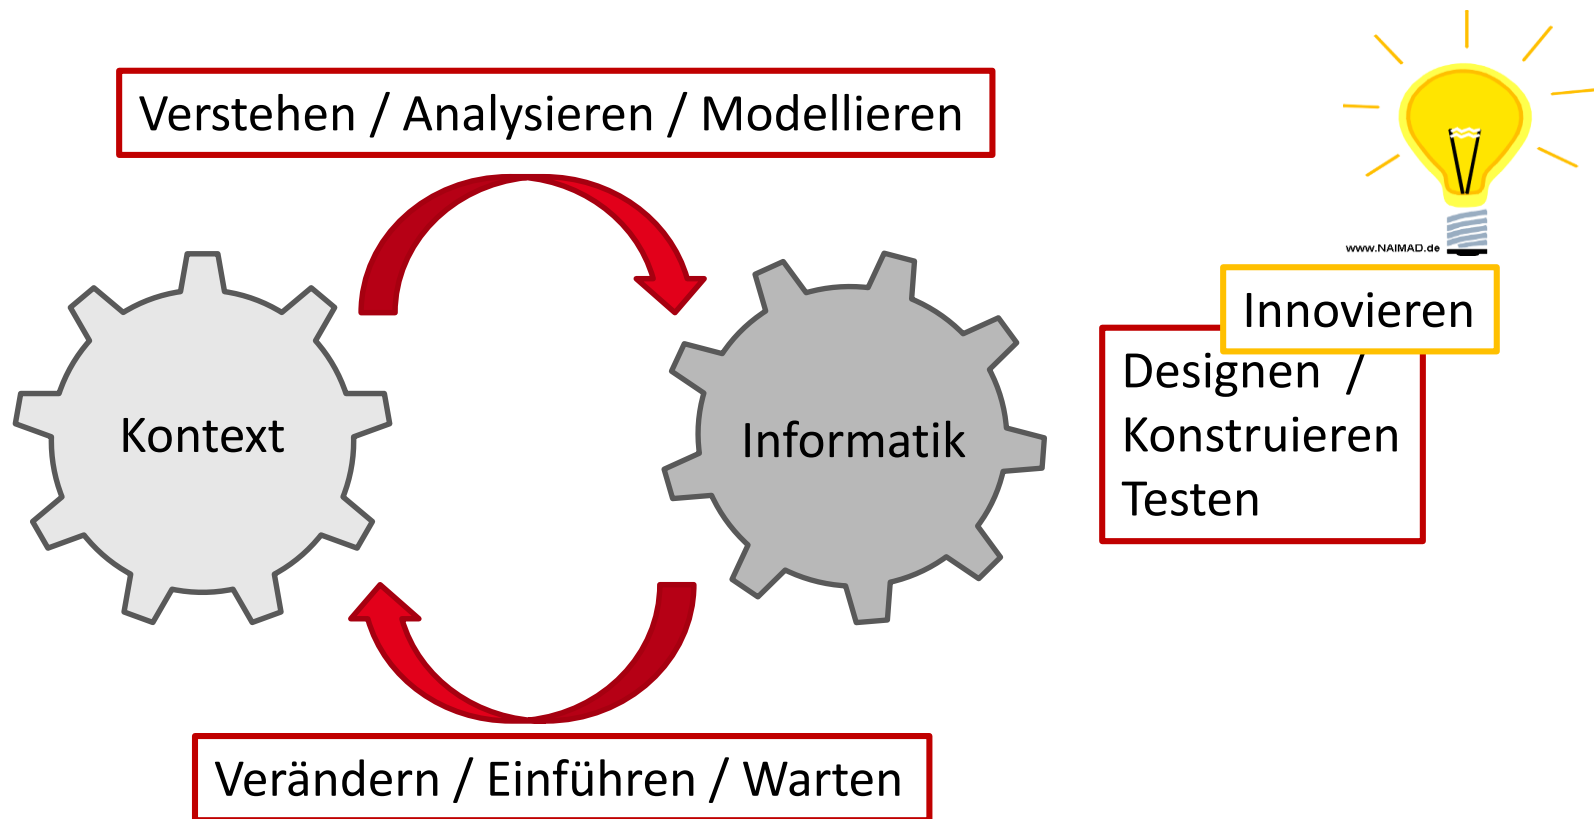 Verstehen / Analysieren / Modellieren
www.NAIMAD.de
Innovieren
Designen /
Konstruieren
Testen
Kontext
Informatik
Verändern / Einführen / Warten